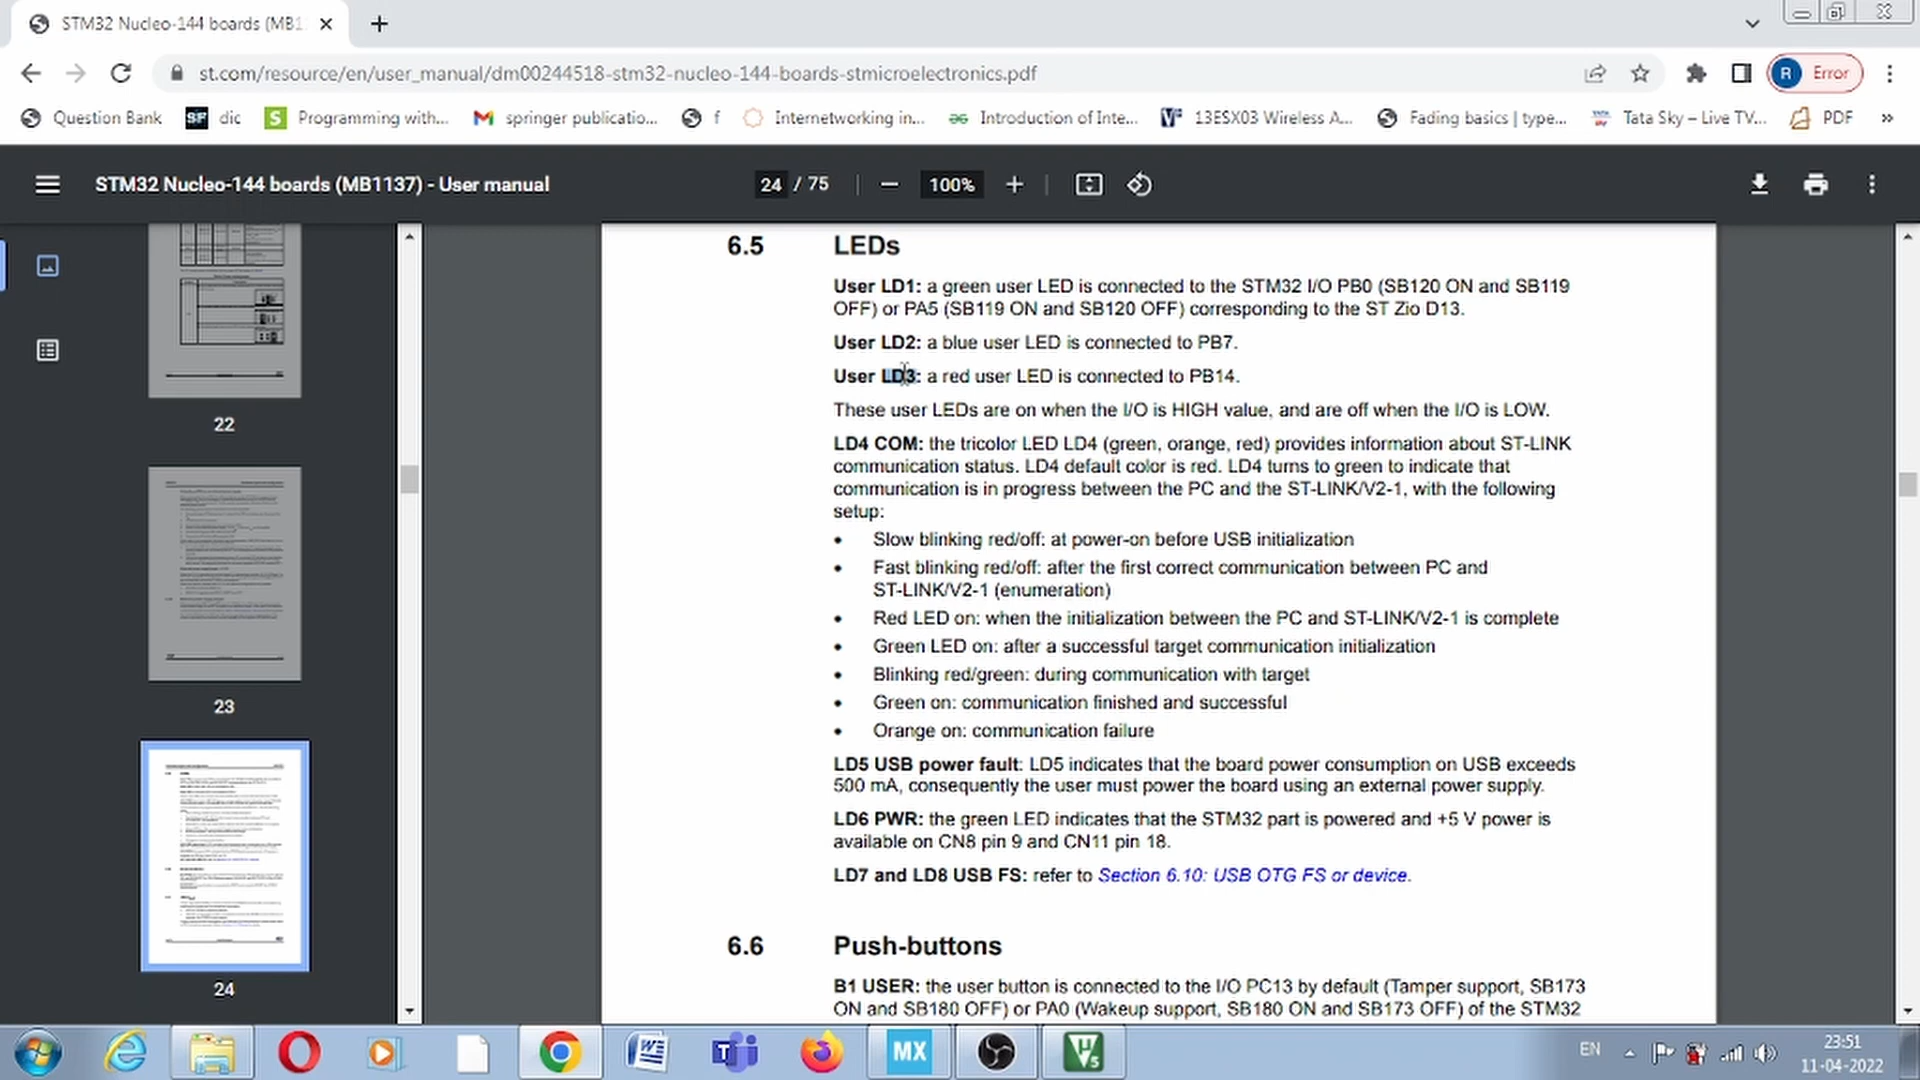 STM32 Nucleo-144 boards (MB1
st.com/resource/en/user_manual/dm00244518-stm32-nucleo-144-boards-stmicroelectronics.pdf
R Error
Question Bank dic Programming with... springer publicatio... f Internetworking in... Introduction of Inte... 13ESX03 Wireless A... Fading basics | type... Tata Sky – Live TV... PDF »
STM32 Nucleo-144 boards (MB1137) - User manual 24 / 75 100%
22
23
24
6.5 LEDs
User LD1: a green user LED is connected to the STM32 I/O PB0 (SB120 ON and SB119
OFF) or PA5 (SB119 ON and SB120 OFF) corresponding to the ST Zio D13.
User LD2: a blue user LED is connected to PB7.
User LD3: a red user LED is connected to PB14.
These user LEDs are on when the I/O is HIGH value, and are off when the I/O is LOW.
LD4 COM: the tricolor LED LD4 (green, orange, red) provides information about ST-LINK
communication status. LD4 default color is red. LD4 turns to green to indicate that
communication is in progress between the PC and the ST-LINK/V2-1, with the following
setup:
• Slow blinking red/off: at power-on before USB initialization
• Fast blinking red/off: after the first correct communication between PC and
ST-LINK/V2-1 (enumeration)
• Red LED on: when the initialization between the PC and ST-LINK/V2-1 is complete
• Green LED on: after a successful target communication initialization
• Blinking red/green: during communication with target
• Green on: communication finished and successful
• Orange on: communication failure
LD5 USB power fault: LD5 indicates that the board power consumption on USB exceeds
500 mA, consequently the user must power the board using an external power supply.
LD6 PWR: the green LED indicates that the STM32 part is powered and +5 V power is
available on CN8 pin 9 and CN11 pin 18.
LD7 and LD8 USB FS: refer to Section 6.10: USB OTG FS or device.
6.6 Push-buttons
B1 USER: the user button is connected to the I/O PC13 by default (Tamper support, SB173
ON and SB180 OFF) or PA0 (Wakeup support, SB180 ON and SB173 OFF) of the STM32
MX
EN
23:51
11-04-2022